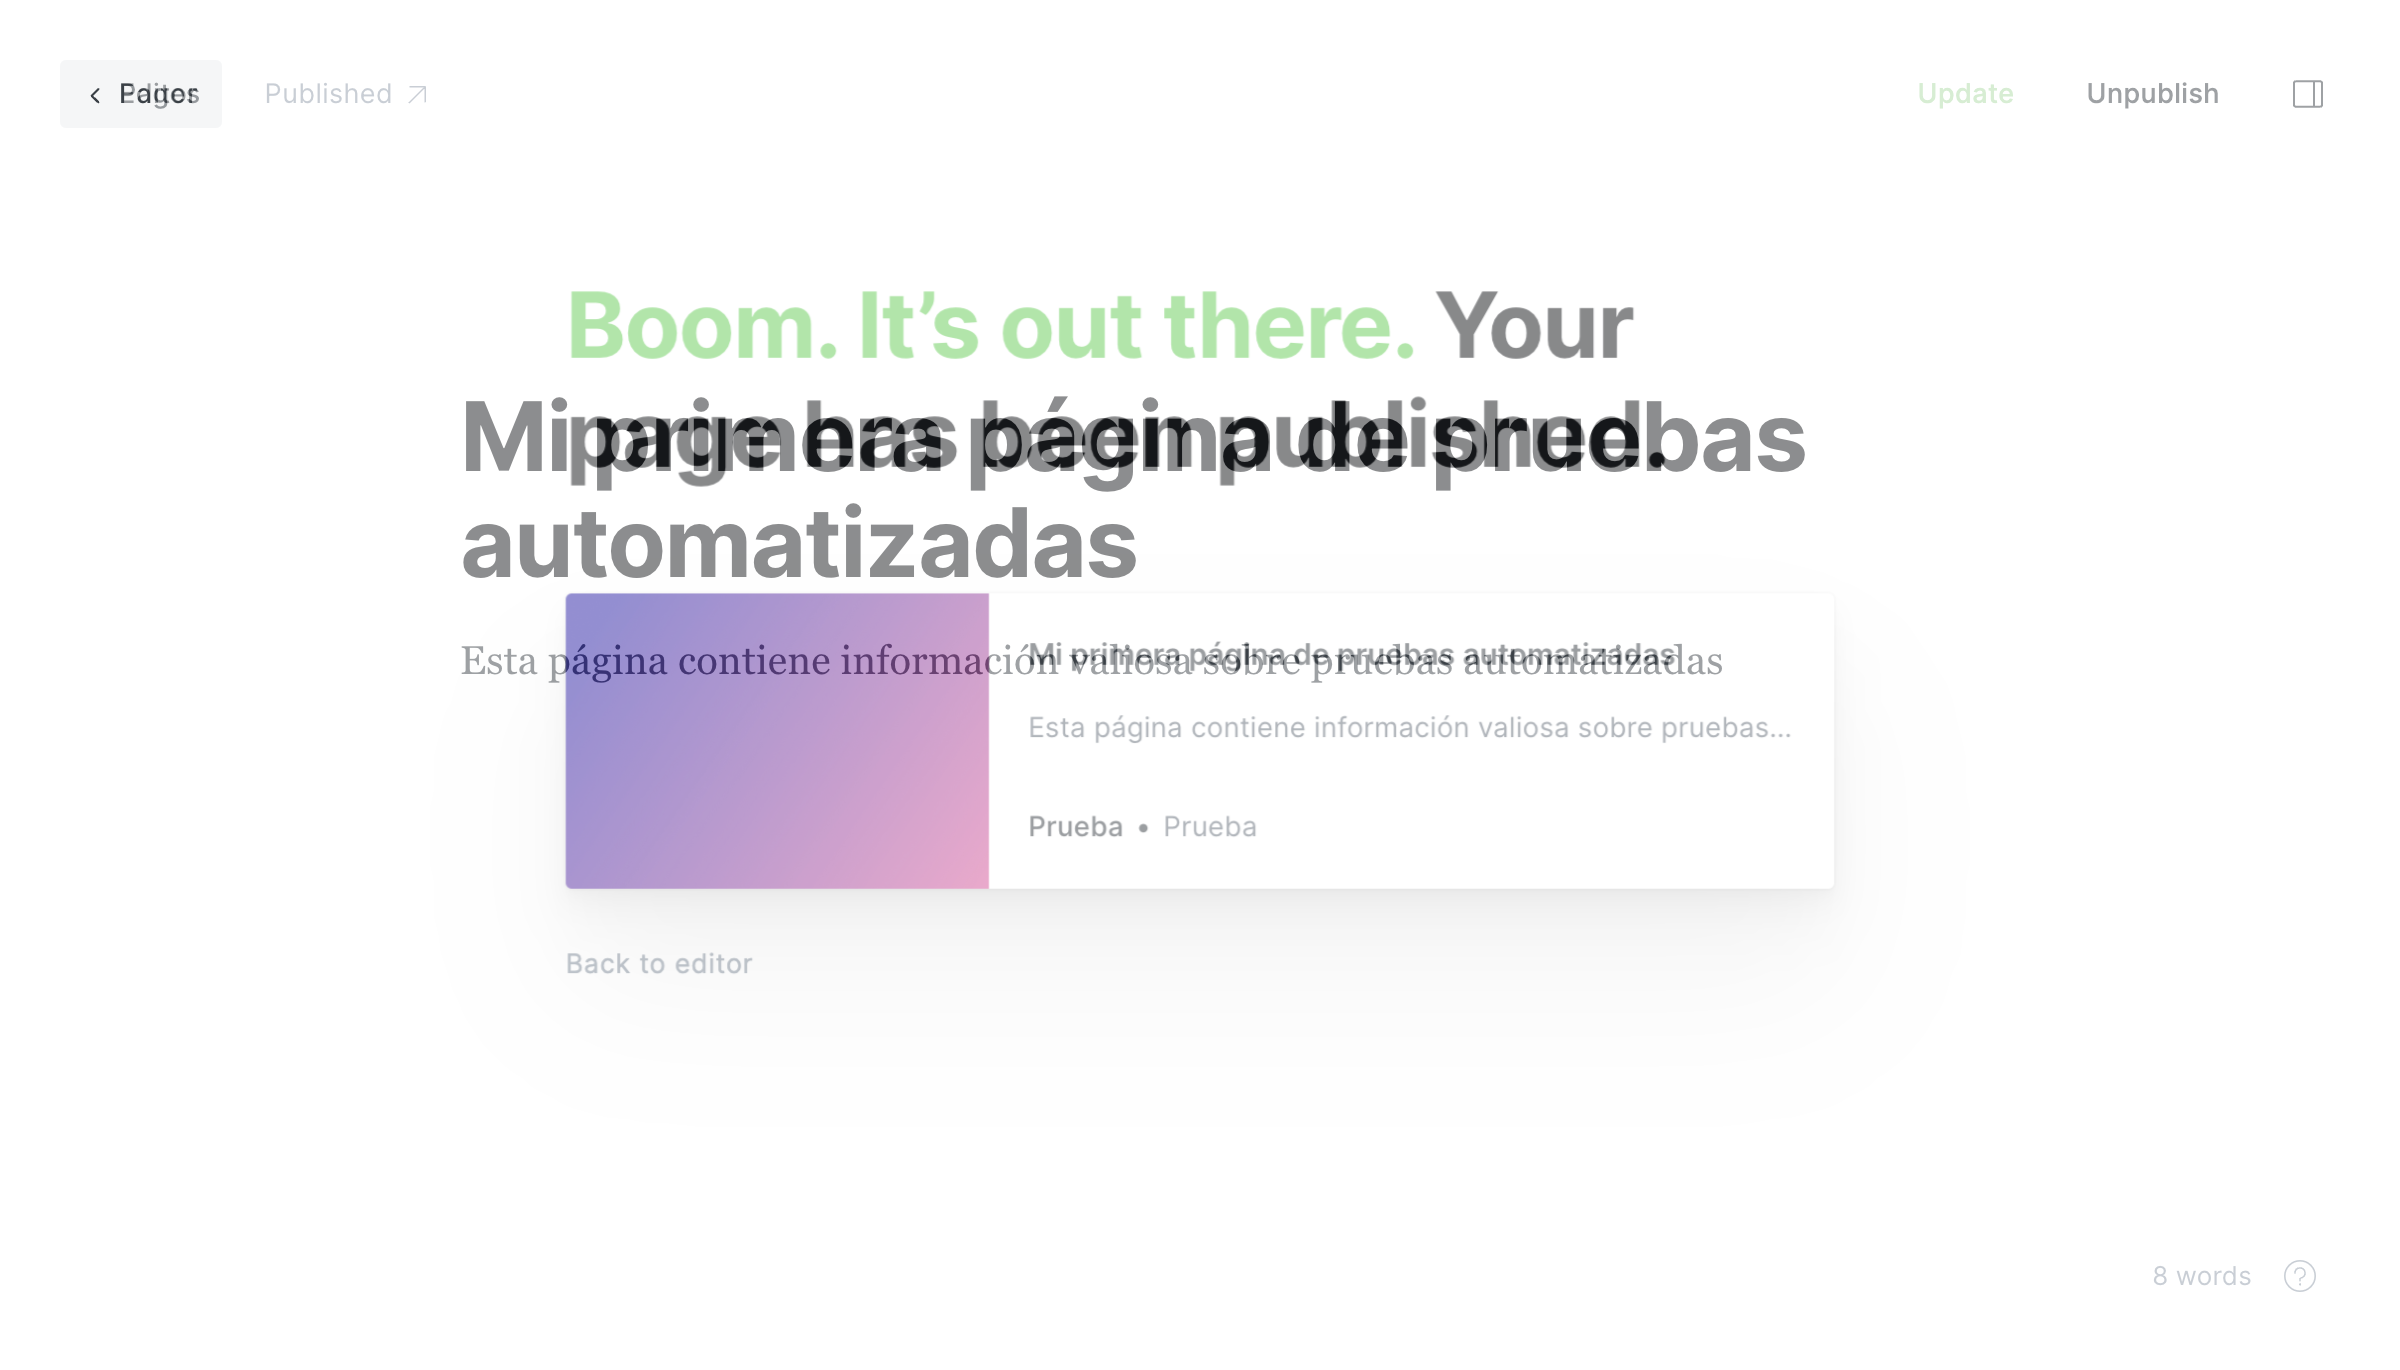 Editor
Pages
Published
Update
Unpublish
Boom. It’s out there. Your
page has been published.
Mi primera página de pruebas
automatizadas
Esta página contiene información valiosa sobre pruebas automatizadas
Mi primera página de pruebas automatizadas
Esta página contiene información valiosa sobre pruebas...
Prueba • Prueba
Back to editor
8 words